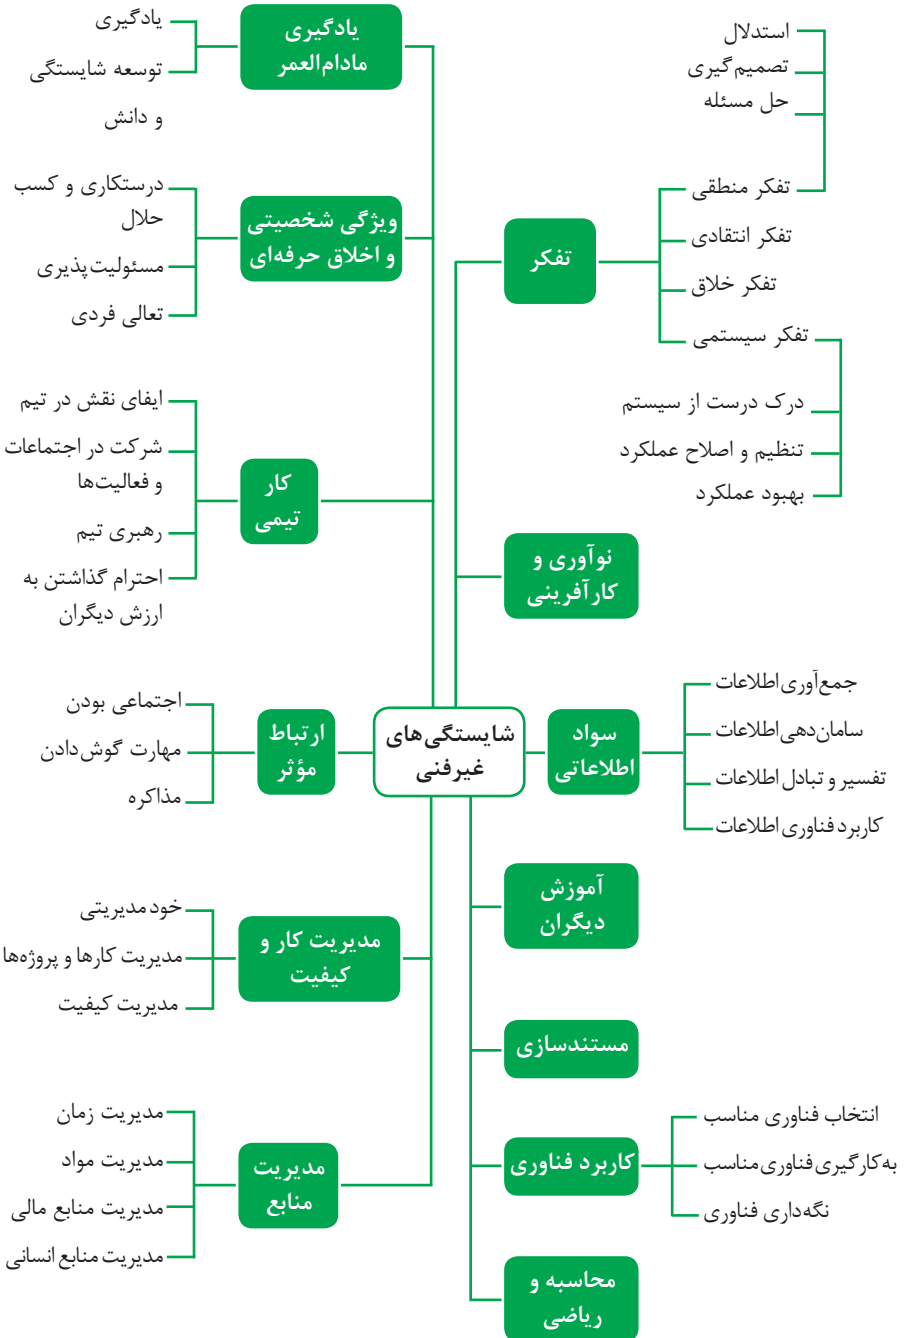 شایستگی‌های
غیرفنی
تفکر
استدلال
تصمیم‌گیری
حل مسئله
تفکر منطقی
تفکر انتقادی
تفکر خلاق
تفکر سیستمی
درک درست از سیستم
تنظیم و اصلاح عملکرد
بهبود عملکرد
نوآوری و
کارآفرینی
سواد
اطلاعاتی
جمع‌آوری اطلاعات
سامان‌دهی اطلاعات
تفسیر و تبادل اطلاعات
کاربرد فناوری اطلاعات
آموزش
دیگران
مستندسازی
کاربرد فناوری
انتخاب فناوری مناسب
به‌کارگیری فناوری مناسب
نگه‌داری فناوری
محاسبه و
ریاضی
یادگیری
مادام‌العمر
یادگیری
توسعه شایستگی
و دانش
ویژگی شخصیتی
و اخلاق حرفه‌ای
درستکاری و کسب
حلال
مسئولیت‌پذیری
تعالی فردی
کار
تیمی
ایفای نقش در تیم
شرکت در اجتماعات
و فعالیت‌ها
رهبری تیم
احترام گذاشتن به
ارزش دیگران
ارتباط
مؤثر
اجتماعی بودن
مهارت گوش‌دادن
مذاکره
مدیریت کار و
کیفیت
خود مدیریتی
مدیریت کارها و پروژه‌ها
مدیریت کیفیت
مدیریت
منابع
مدیریت زمان
مدیریت مواد
مدیریت منابع مالی
مدیریت منابع انسانی